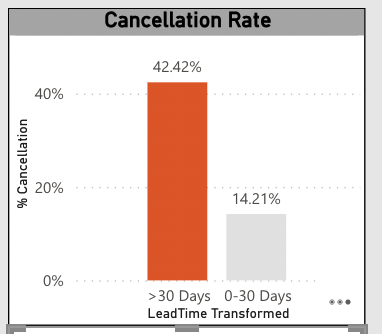 Cancellation Rate
42.42%
40%
% Cancellation
14.21%
20%
0%
>30 Days 0-30 Days
LeadTime Transformed